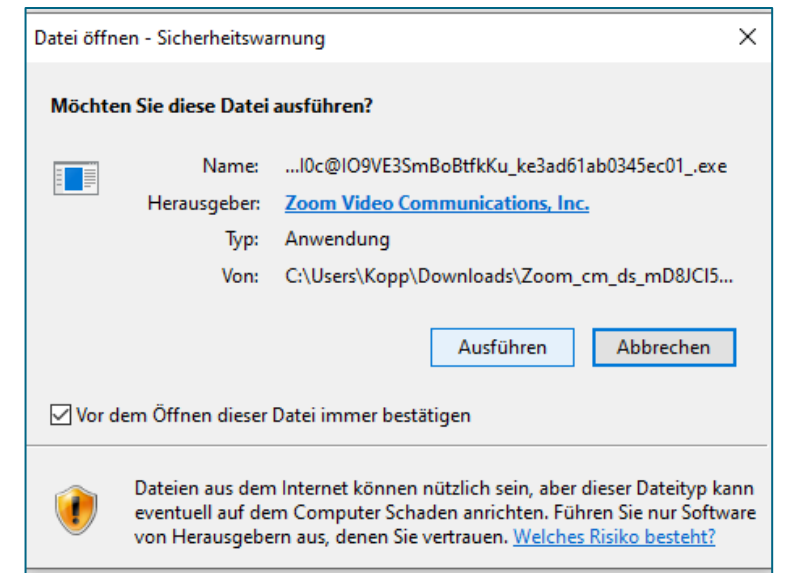 Datei öffnen - Sicherheitswarnung
Möchten Sie diese Datei ausführen?
Name: ...l0c@IO9VE3SmBoBtfkKu_ke3ad61ab0345ec01_.exe
Herausgeber: Zoom Video Communications, Inc.
Typ: Anwendung
Von: C:\Users\Kopp\Downloads\Zoom_cm_ds_mD8JCI5...
Ausführen Abbrechen
Vor dem Öffnen dieser Datei immer bestätigen
Dateien aus dem Internet können nützlich sein, aber dieser Dateityp kann
eventuell auf dem Computer Schaden anrichten. Führen Sie nur Software
von Herausgebern aus, denen Sie vertrauen. Welches Risiko besteht?